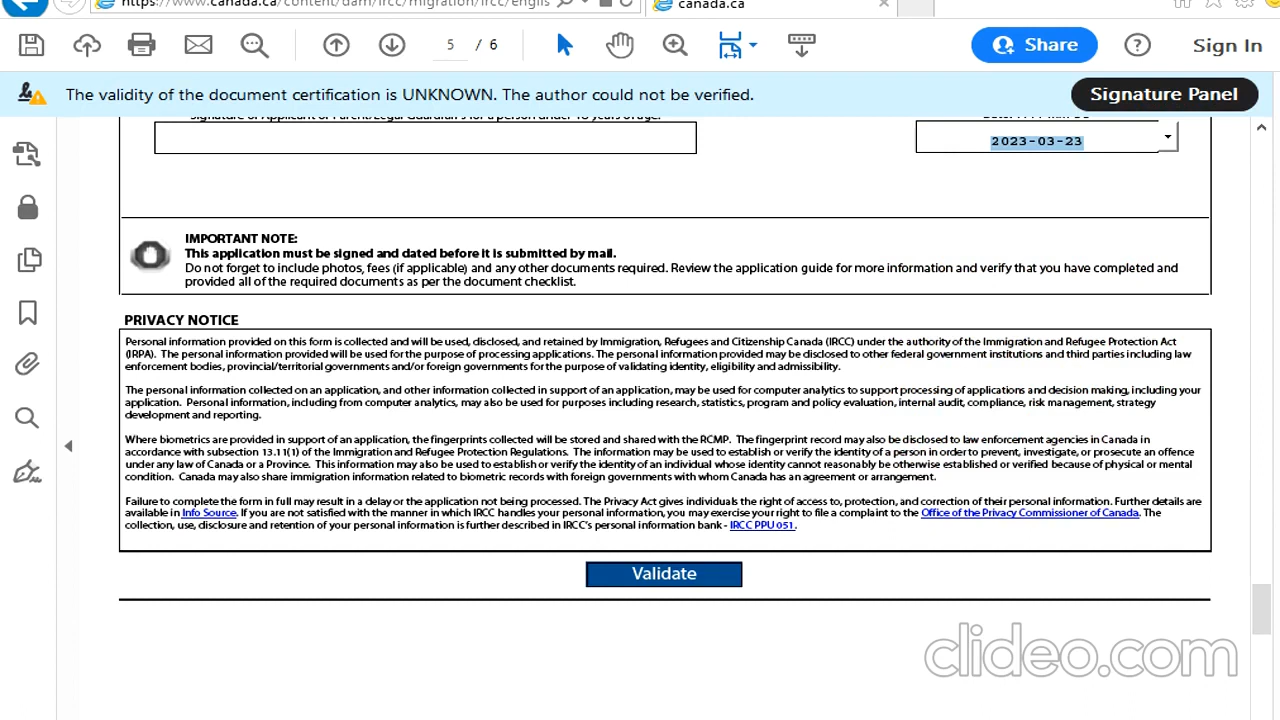 https://www.canada.ca/content/dam/ircc/migration/ircc/englis
canada.ca
5 / 6
Share
Sign In
The validity of the document certification is UNKNOWN. The author could not be verified.
Signature Panel
Signature of Applicant or Parent/Legal Guardian's for a person under 18 years of age.
2023-03-23
IMPORTANT NOTE:
This application must be signed and dated before it is submitted by mail.
Do not forget to include photos, fees (if applicable) and any other documents required. Review the application guide for more information and verify that you have completed and
provided all of the required documents as per the document checklist.
PRIVACY NOTICE
Personal information provided on this form is collected and will be used, disclosed, and retained by Immigration, Refugees and Citizenship Canada (IRCC) under the authority of the Immigration and Refugee Protection Act
(IRPA). The personal information provided will be used for the purpose of processing applications. The personal information provided may be disclosed to other federal government institutions and third parties including law
enforcement bodies, provincial/territorial governments and/or foreign governments for the purpose of validating identity, eligibility and admissibility.
The personal information collected on an application, and other information collected in support of an application, may be used for computer analytics to support processing of applications and decision making, including your
application. Personal information, including from computer analytics, may also be used for purposes including research, statistics, program and policy evaluation, internal audit, compliance, risk management, strategy
development and reporting.
Where biometrics are provided in support of an application, the fingerprints collected will be stored and shared with the RCMP. The fingerprint record may also be disclosed to law enforcement agencies in Canada in
accordance with subsection 13.11(1) of the Immigration and Refugee Protection Regulations. The information may be used to establish or verify the identity of a person in order to prevent, investigate, or prosecute an offence
under any law of Canada or a Province. This information may also be used to establish or verify the identity of an individual whose identity cannot reasonably be otherwise established or verified because of physical or mental
condition. Canada may also share immigration information related to biometric records with foreign governments with whom Canada has an agreement or arrangement.
Failure to complete the form in full may result in a delay or the application not being processed. The Privacy Act gives individuals the right of access to, protection, and correction of their personal information. Further details are
available in Info Source. If you are not satisfied with the manner in which IRCC handles your personal information, you may exercise your right to file a complaint to the Office of the Privacy Commissioner of Canada. The
collection, use, disclosure and retention of your personal information is further described in IRCC's personal information bank - IRCC PPU 051.
Validate
clideo.com